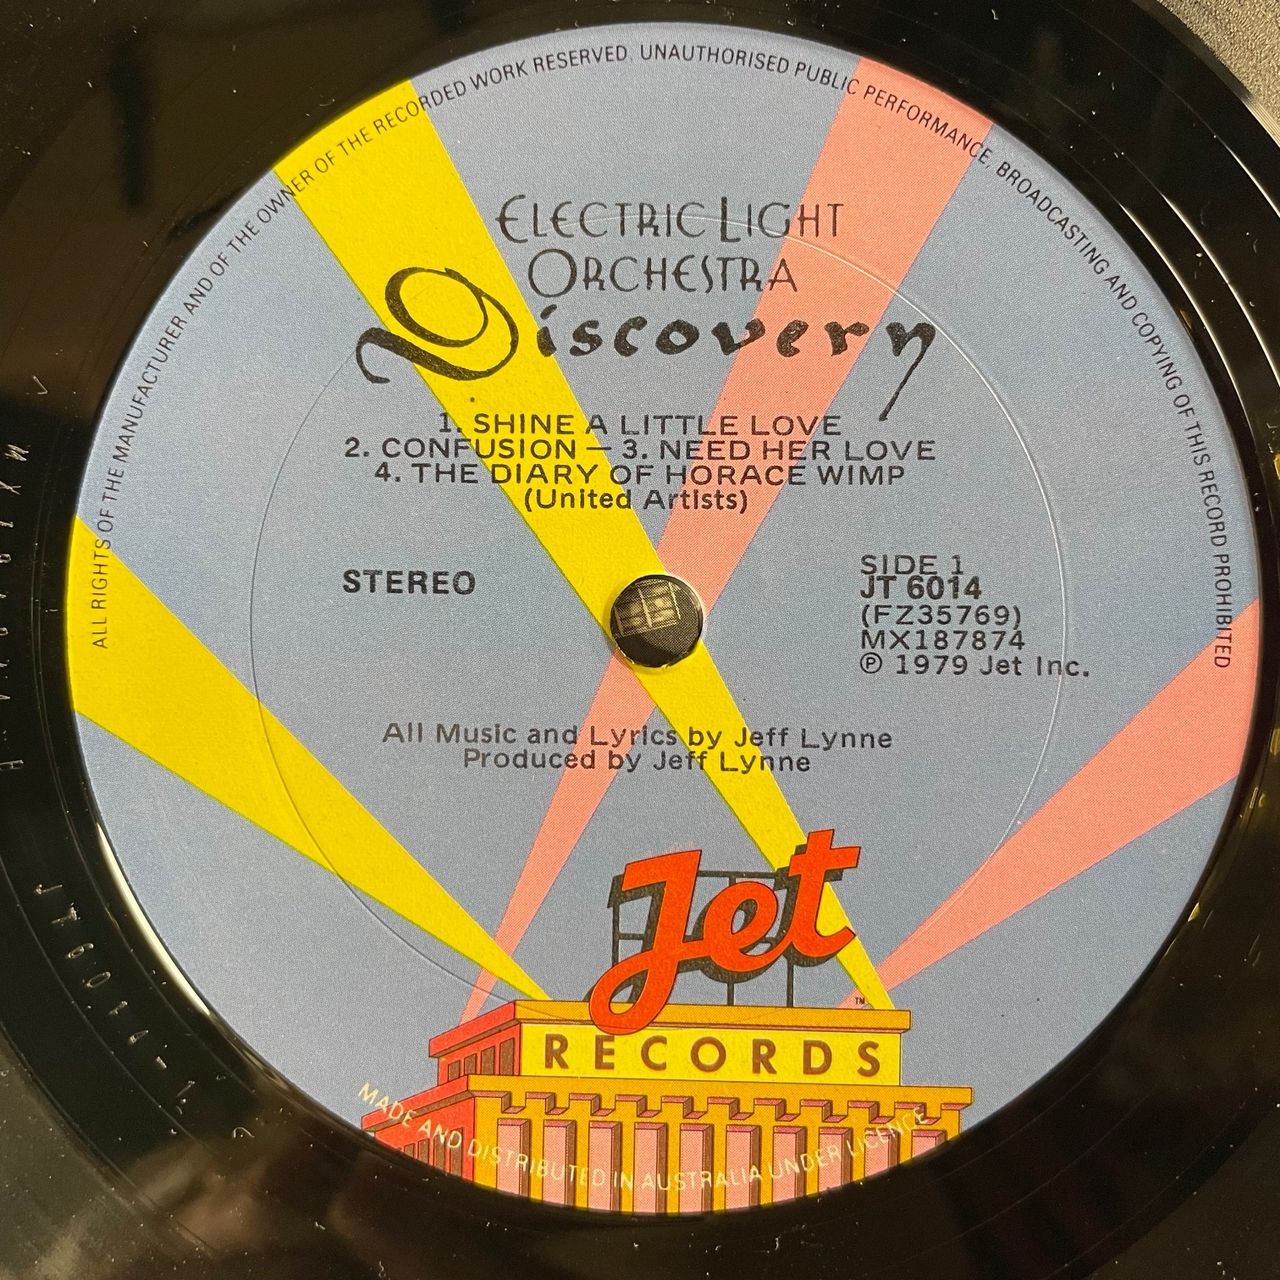 ALL RIGHTS OF THE MANUFACTURER AND OF THE OWNER OF THE RECORDED WORK RESERVED. UNAUTHORISED PUBLIC PERFORMANCE, BROADCASTING AND COPYING OF THIS RECORD PROHIBITED
ELECTRIC LIGHT
ORCHESTRA
Discovery
1. SHINE A LITTLE LOVE
2. CONFUSION — 3. NEED HER LOVE
4. THE DIARY OF HORACE WIMP
(United Artists)
STEREO
SIDE 1
JT 6014
(FZ35769)
MX187874
℗ 1979 Jet Inc.
All Music and Lyrics by Jeff Lynne
Produced by Jeff Lynne
Jet
TM
RECORDS
MADE AND DISTRIBUTED IN AUSTRALIA UNDER LICENCE
JT6014-1